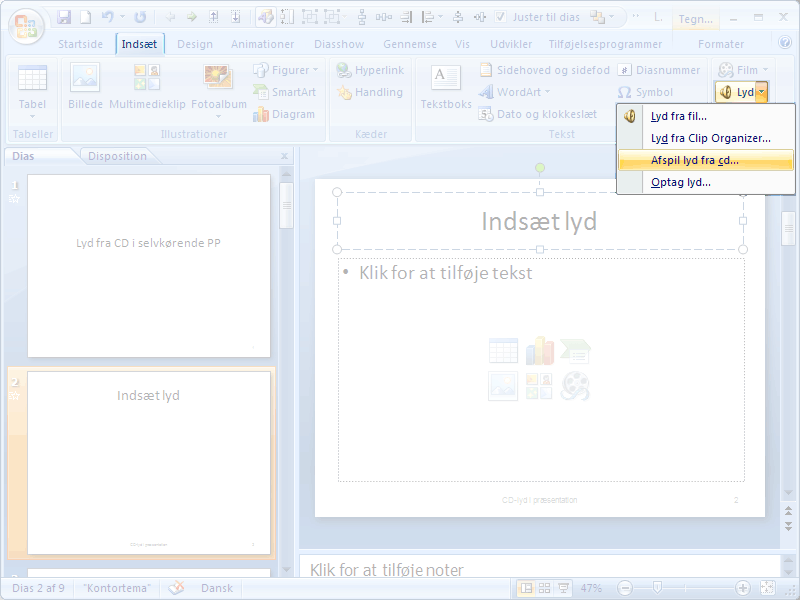 Juster til dias
L.
Tegn...
Startside
Indsæt
Design
Animationer
Diasshow
Gennemse
Vis
Udvikler
Tilføjelsesprogrammer
Formater
Tabel
Billede
Multimedieklip
Fotoalbum
Figurer
SmartArt
Diagram
Hyperlink
Handling
Tekstboks
Sidehoved og sidefod
WordArt
Dato og klokkeslæt
Diasnummer
Symbol
Film
Lyd
Tabeller
Illustrationer
Kæder
Tekst
Lyd fra fil...
Lyd fra Clip Organizer...
Afspil lyd fra cd...
Optag lyd...
Dias
Disposition
1
Lyd fra CD i selvkørende PP
2
Indsæt lyd
Indsæt lyd
• Klik for at tilføje tekst
CD-lyd i præsentation
2
Klik for at tilføje noter
Dias 2 af 9
"Kontortema"
Dansk
47%